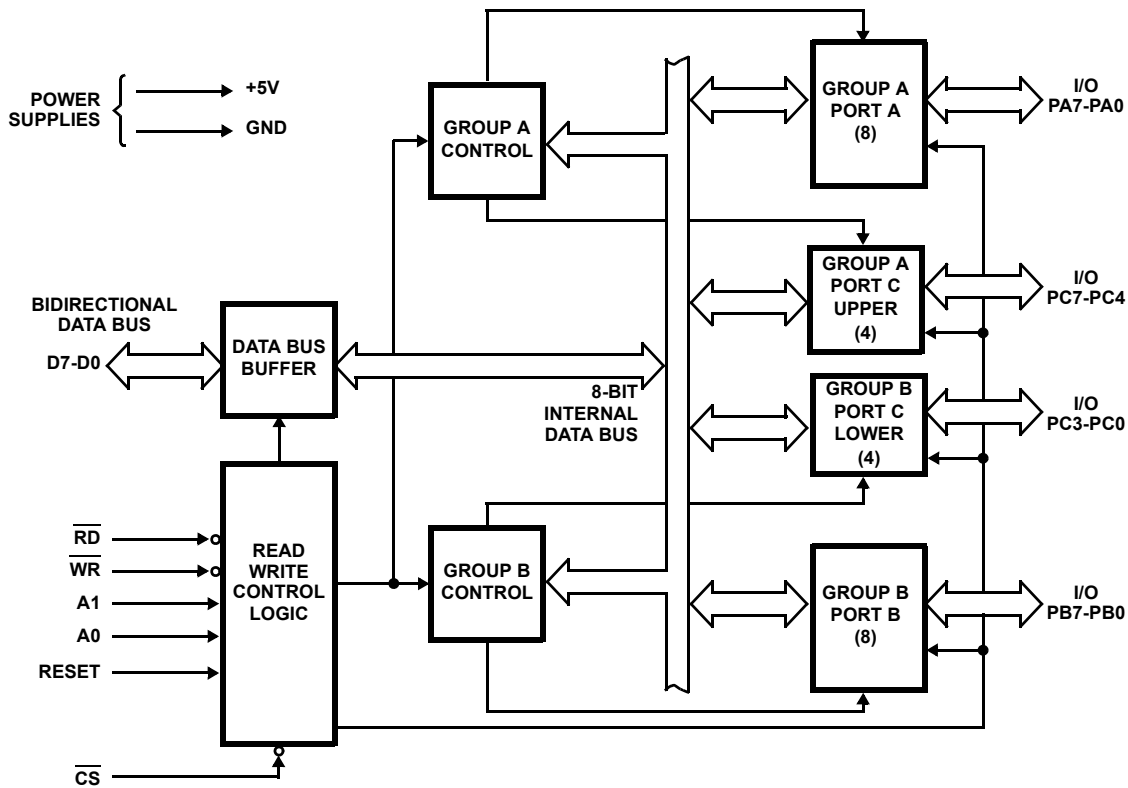 POWER
SUPPLIES
+5V
GND
GROUP A
CONTROL
GROUP A
PORT A
(8)
I/O
PA7-PA0
GROUP A
PORT C
UPPER
(4)
I/O
PC7-PC4
BIDIRECTIONAL
DATA BUS
D7-D0
DATA BUS
BUFFER
8-BIT
INTERNAL
DATA BUS
GROUP B
PORT C
LOWER
(4)
I/O
PC3-PC0
RD
WR
A1
A0
RESET
CS
READ
WRITE
CONTROL
LOGIC
GROUP B
CONTROL
GROUP B
PORT B
(8)
I/O
PB7-PB0